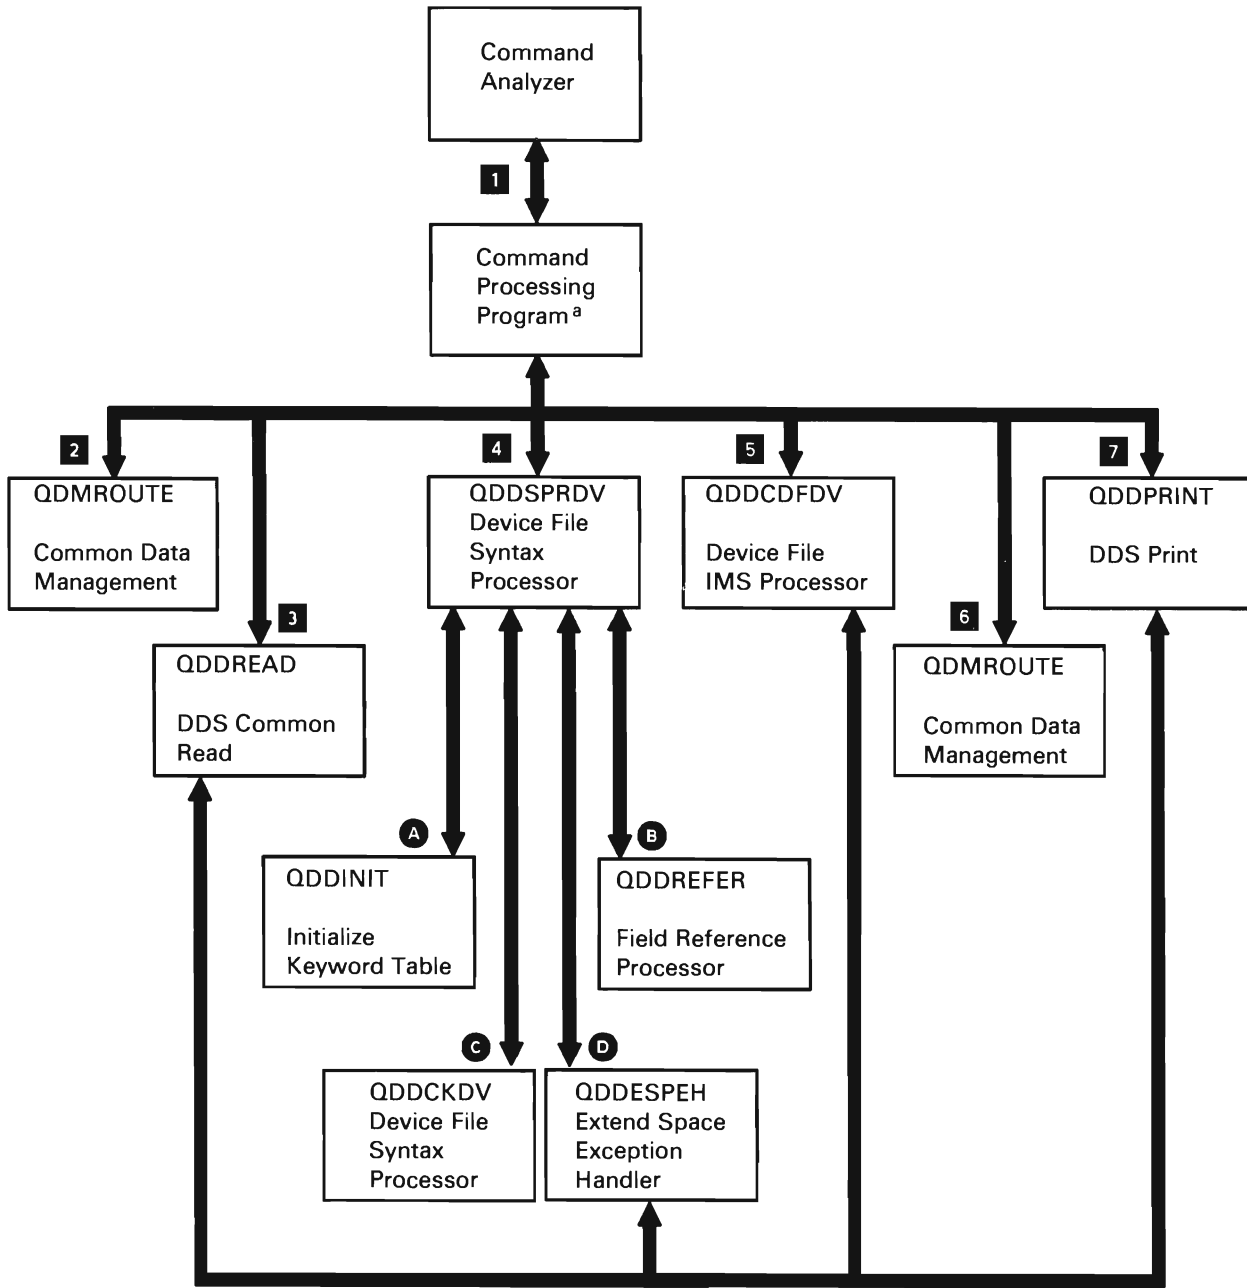 Command
Analyzer
1
Command
Processing
Program a
2
3
4
5
6
7
QDMROUTE
Common Data
Management
QDDREAD
DDS Common
Read
QDDSPRDV
Device File
Syntax
Processor
QDDCDFDV
Device File
IMS Processor
QDMROUTE
Common Data
Management
QDDPRINT
DDS Print
A
QDDINIT
Initialize
Keyword Table
B
QDDREFER
Field Reference
Processor
C
QDDCKDV
Device File
Syntax
Processor
D
QDDESPEH
Extend Space
Exception
Handler